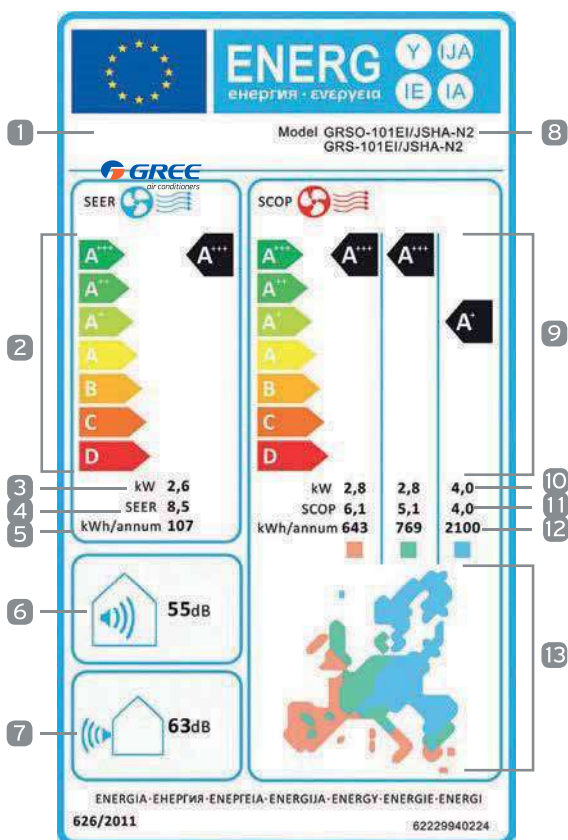 ENERG
енергия · ενεργεια
Y IJA
IE IA
1
Model GRSO-101EI/JSHA-N2
GRS-101EI/JSHA-N2
8
GREE
air conditioners
SEER
SCOP
A+++ A+++
A++
A+
A
B
C
D
A+++ A+++ A+++
A++
A+ A+
A
B
C
D
2
9
3 kW 2,6
4 SEER 8,5
5 kWh/annum 107
kW 2,8 2,8 4,0 10
SCOP 6,1 5,1 4,0 11
kWh/annum 643 769 2100 12
6 55dB
7 63dB
13
ENERGIA·ЕНЕРГИЯ·ΕΝΕΡΓΕΙΑ·ENERGIJA·ENERGY·ENERGIE·ENERGI
626/2011
62229940224